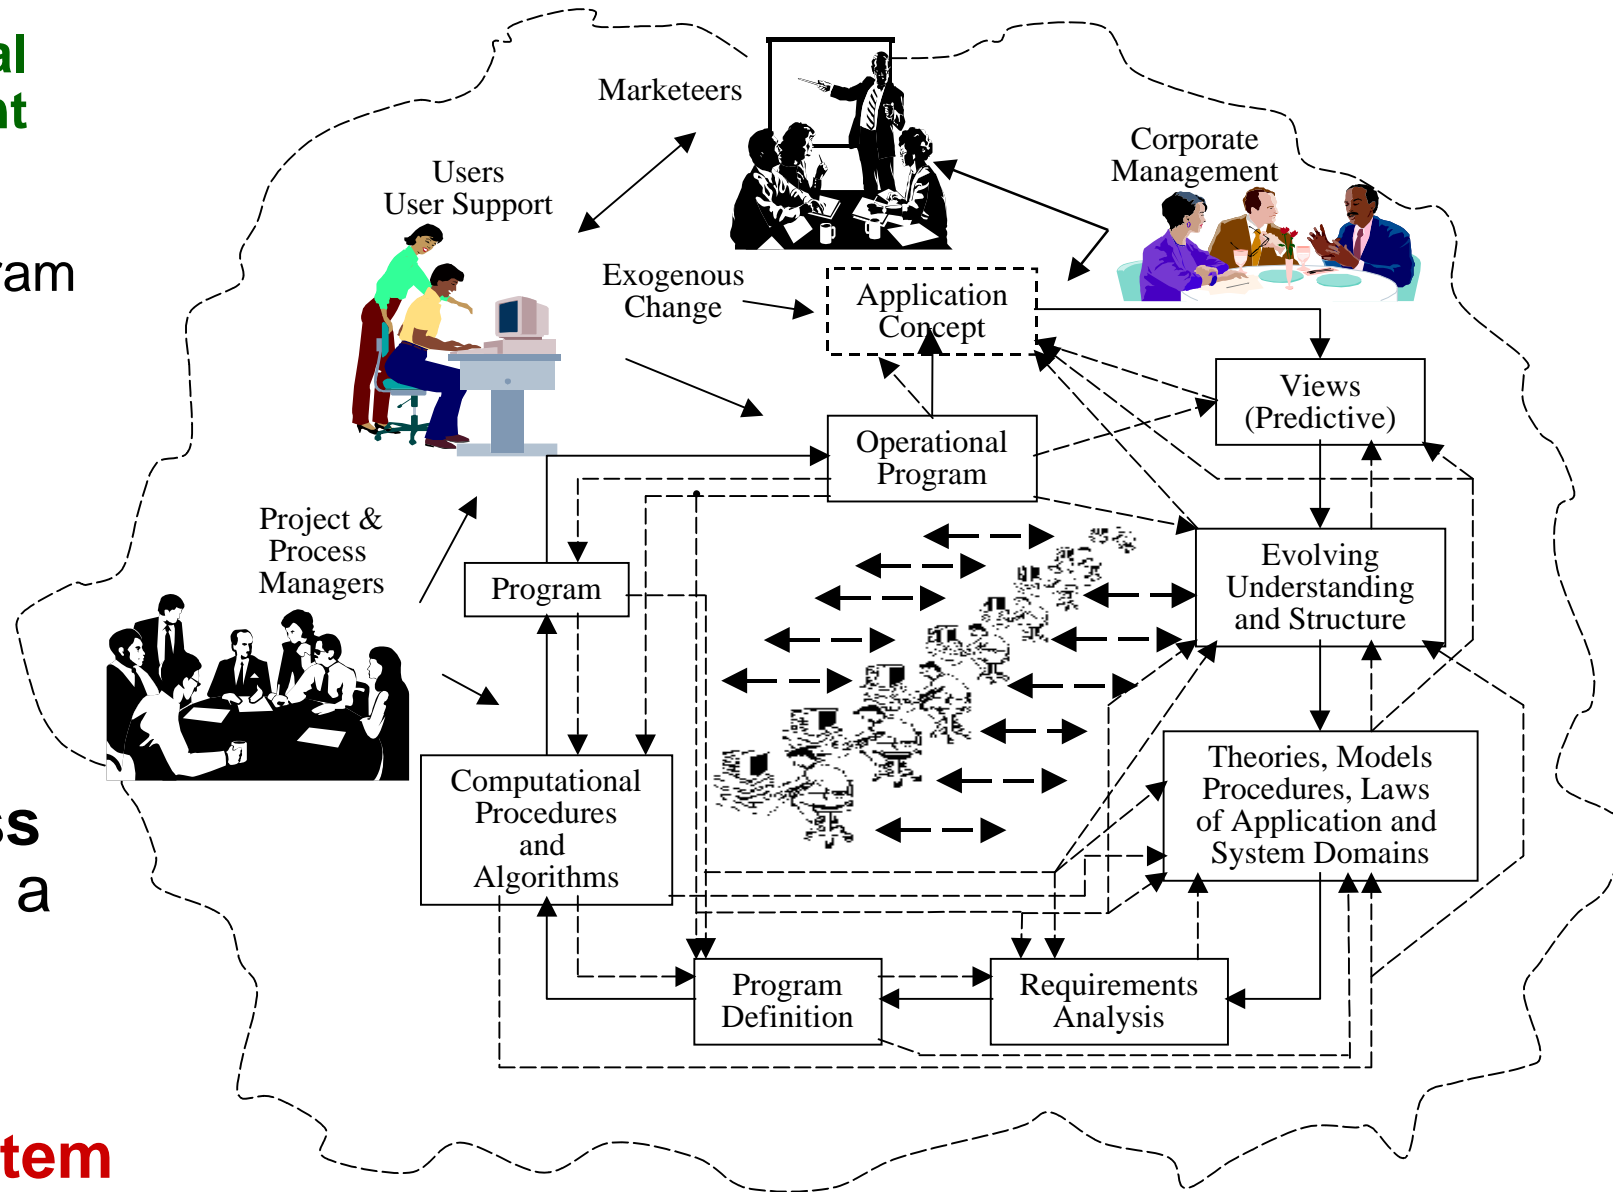 al
nt
ram
ss
a
tem
Marketeers
Corporate
Management
Users
User Support
Exogenous
Change
Application
Concept
Views
(Predictive)
Operational
Program
Project &
Process
Managers
Program
Evolving
Understanding
and Structure
Computational
Procedures
and
Algorithms
Theories, Models
Procedures, Laws
of Application and
System Domains
Program
Definition
Requirements
Analysis